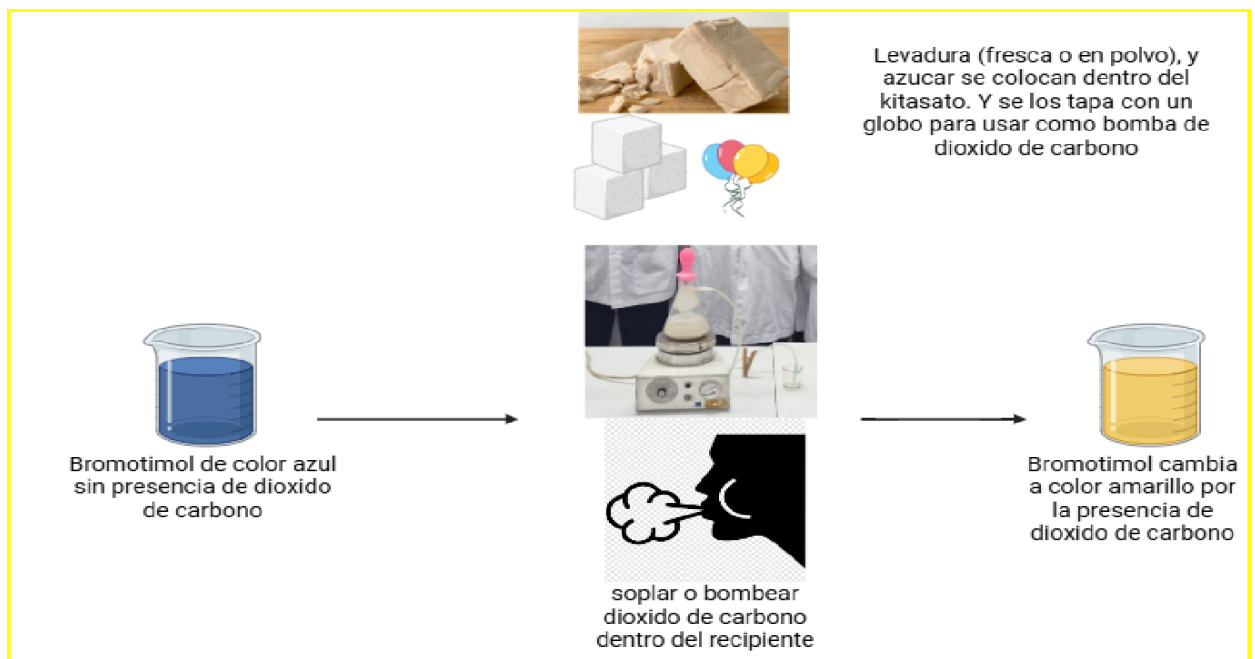 Levadura (fresca o en polvo), y
azucar se colocan dentro del
kitasato. Y se los tapa con un
globo para usar como bomba de
dioxido de carbono
Bromotimol de color azul
sin presencia de dioxido
de carbono
soplar o bombear
dioxido de carbono
dentro del recipiente
Bromotimol cambia
a color amarillo por
la presencia de
dioxido de carbono